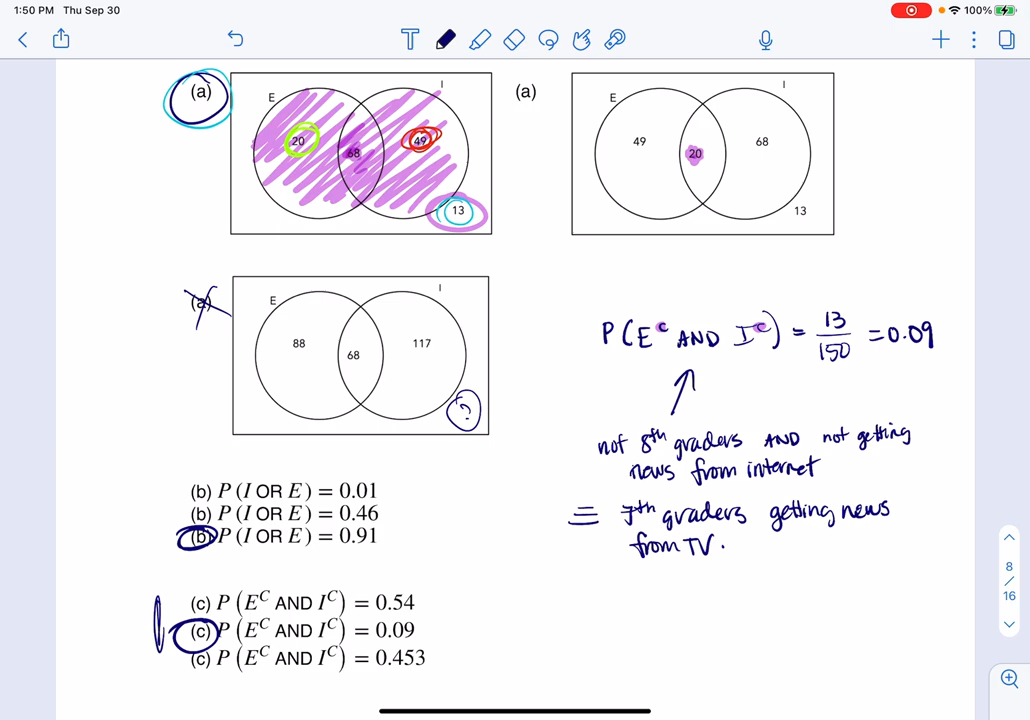 1:50 PM Thu Sep 30
100%
T
(a)
E
I
20
68
49
13
(a)
E
I
49
20
68
13
(a)
E
I
88
68
117
?
P(E^C AND I^C) = 13/150 = 0.09
not 8th graders AND not getting
news from internet
≡ 7th graders getting news
from TV.
(b) P (I OR E) = 0.01
(b) P (I OR E) = 0.46
(b) P (I OR E) = 0.91
(c) P (E^C AND I^C) = 0.54
(c) P (E^C AND I^C) = 0.09
(c) P (E^C AND I^C) = 0.453
8
/
16